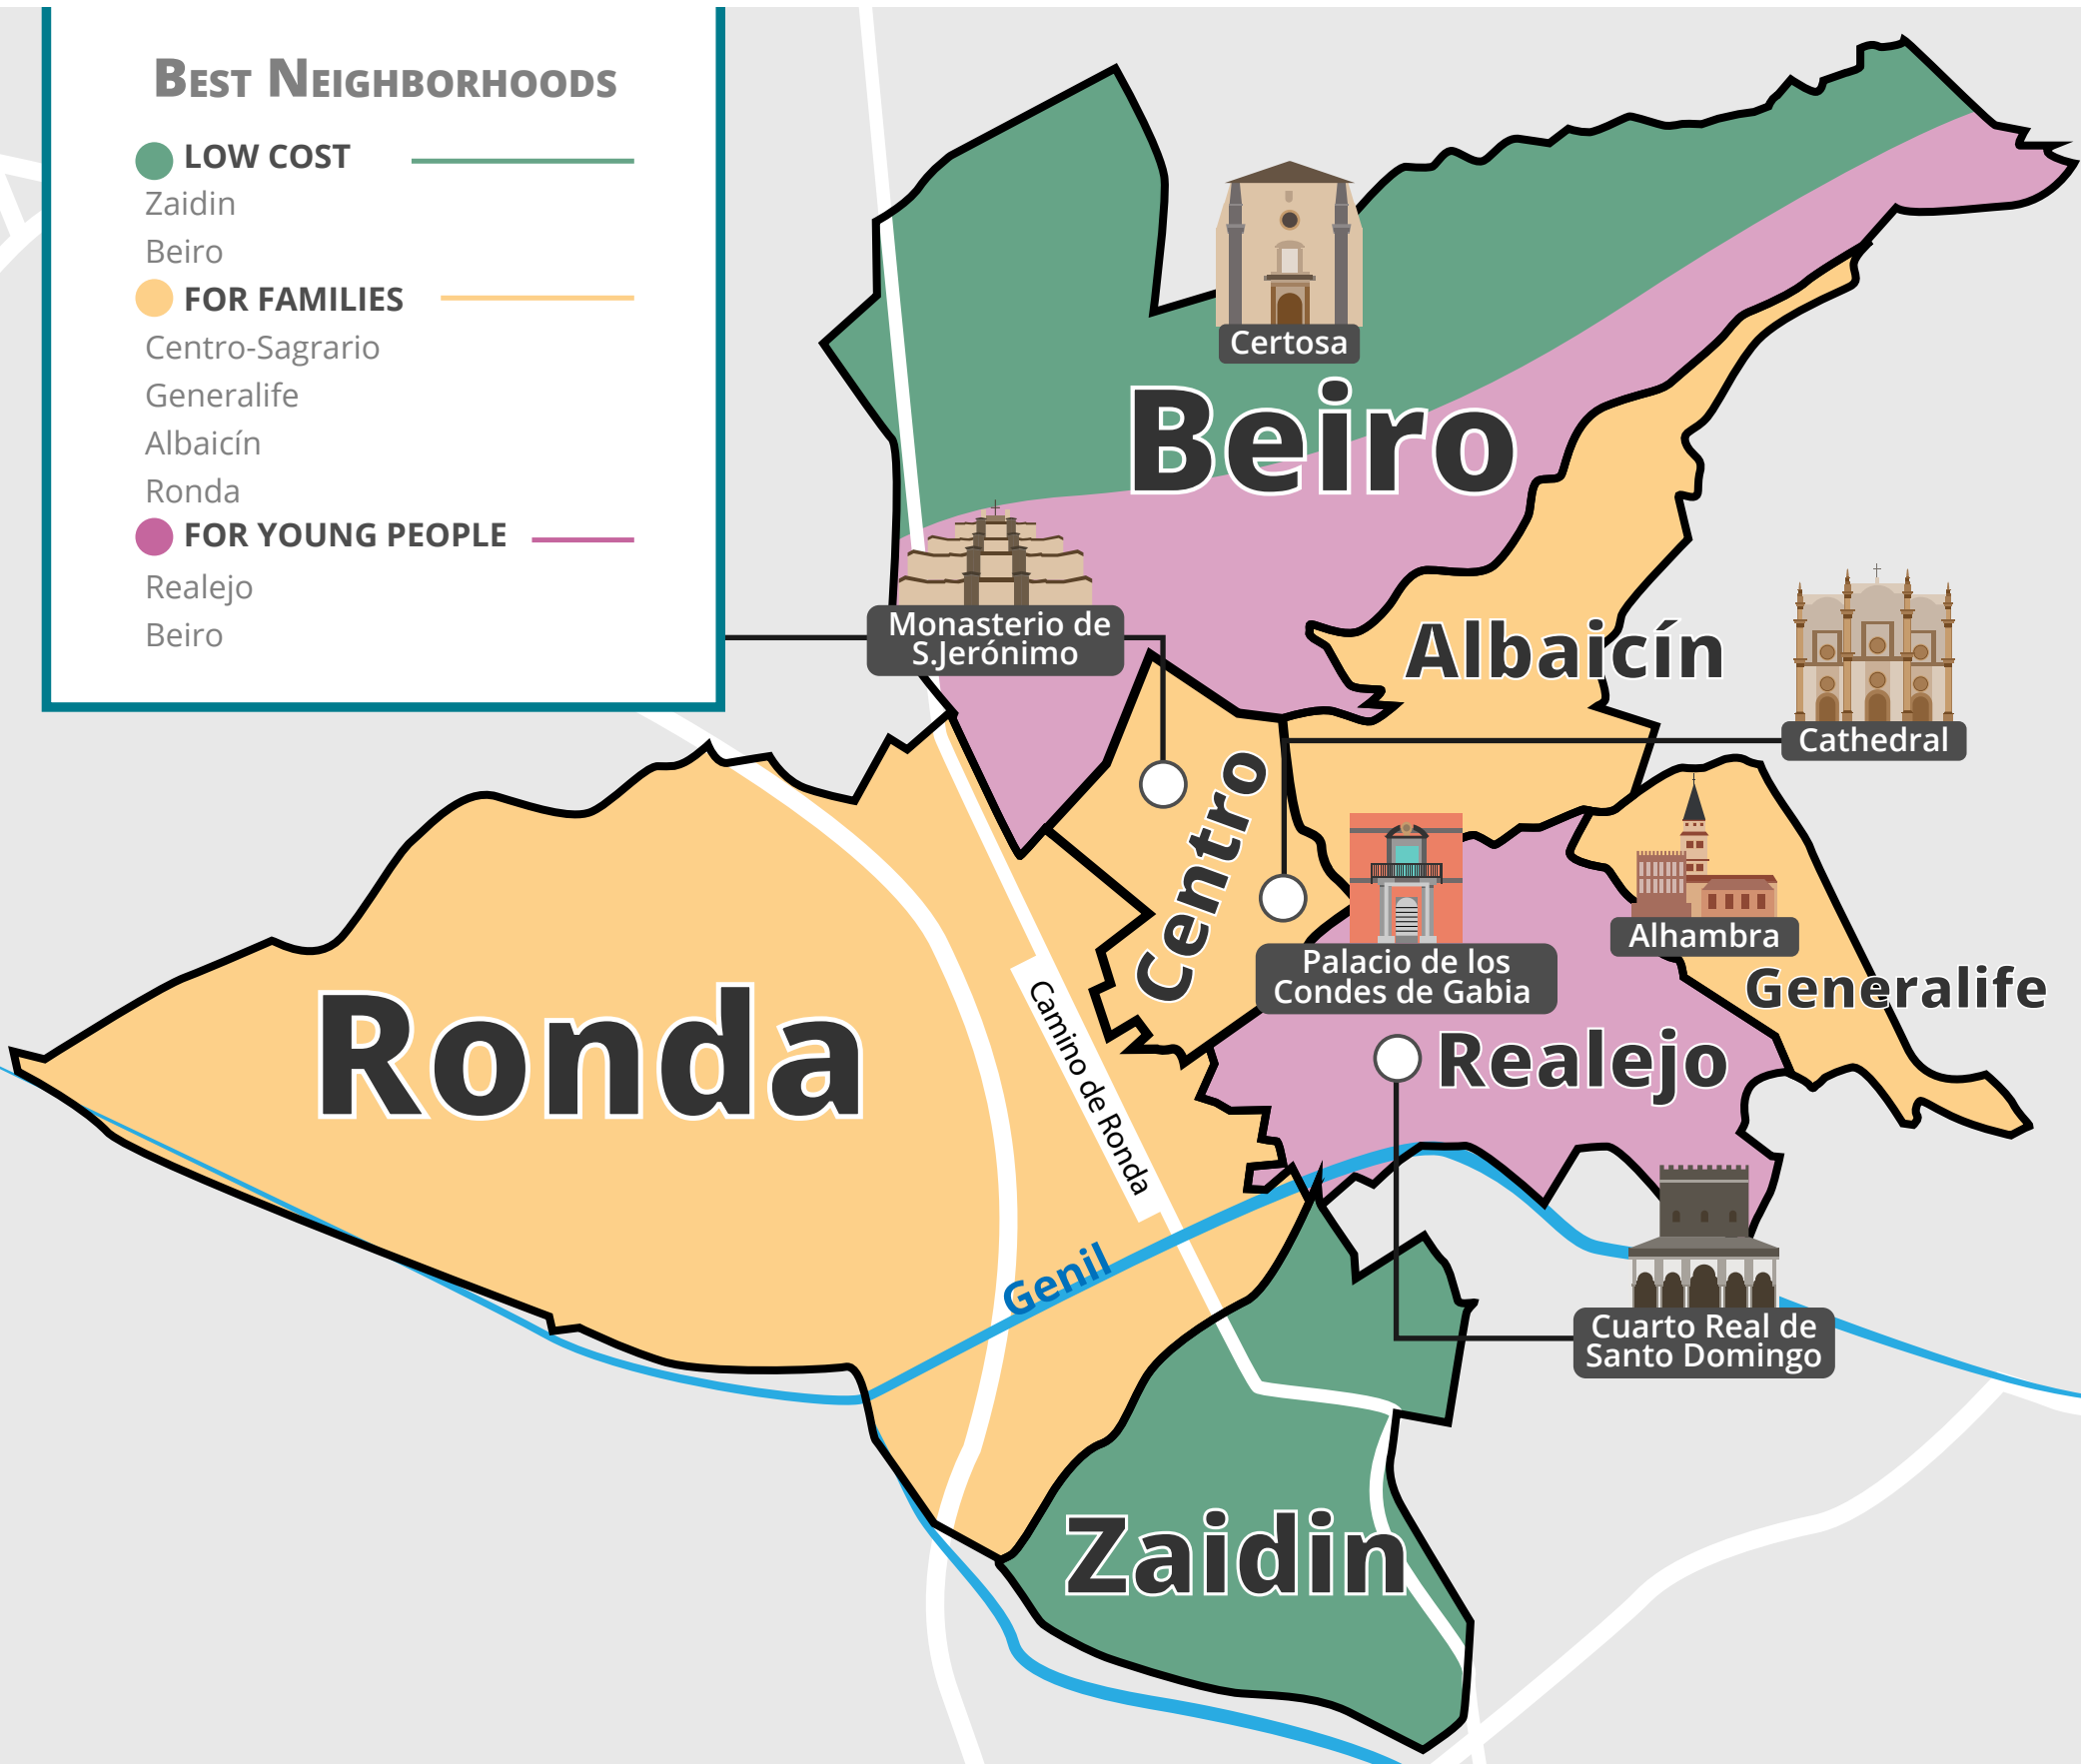 Best Neighborhoods
LOW COST
Zaidin
Beiro
FOR FAMILIES
Centro-Sagrario
Generalife
Albaicín
Ronda
FOR YOUNG PEOPLE
Realejo
Beiro
Certosa
Beiro
Monasterio de
S.Jerónimo
Albaicín
Cathedral
Centro
Alhambra
Palacio de los
Condes de Gabia
Generalife
Ronda
Camino de Ronda
Realejo
Genil
Cuarto Real de
Santo Domingo
Zaidin